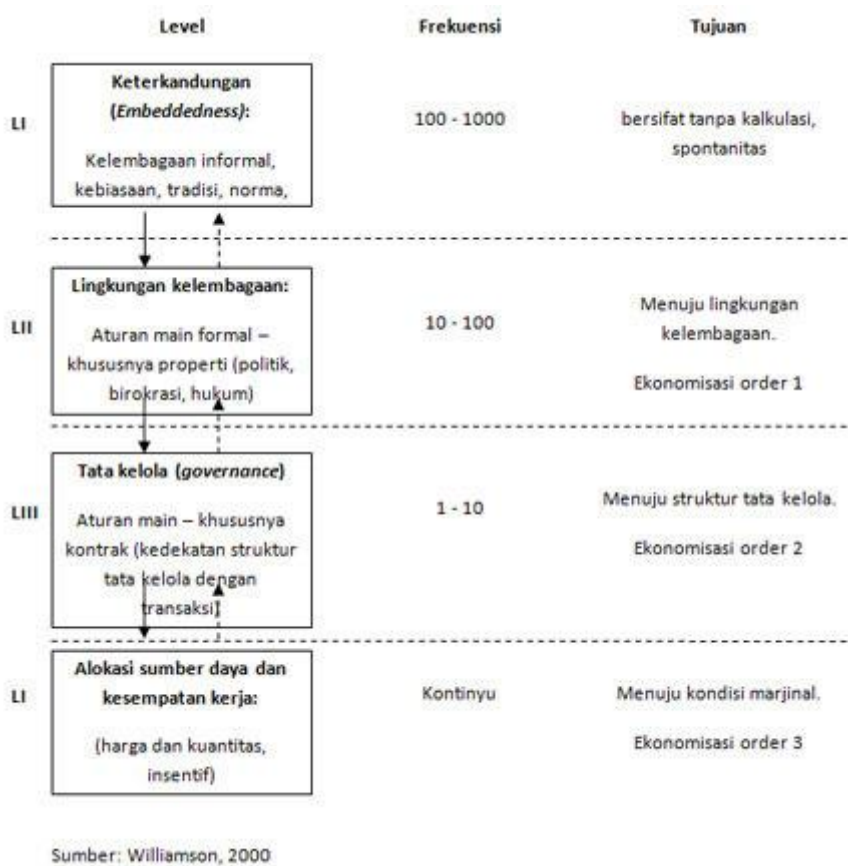 Level Frekuensi Tujuan
Keterkandungan
(Embeddedness):
LI
Kelembagaan informal,
kebiasaan, tradisi, norma,
100 - 1000
bersifat tanpa kalkulasi,
spontanitas
Lingkungan kelembagaan:
LII
Aturan main formal –
khususnya properti (politik,
birokrasi, hukum)
10 - 100
Menuju lingkungan
kelembagaan.
Ekonomisasi order 1
Tata kelola (governance)
LIII
Aturan main – khususnya
kontrak (kedekatan struktur
tata kelola dengan
transaksi)
1 - 10
Menuju struktur tata kelola.
Ekonomisasi order 2
Alokasi sumber daya dan
kesempatan kerja:
LI
(harga dan kuantitas,
insentif)
Kontinyu
Menuju kondisi marjinal.
Ekonomisasi order 3
Sumber: Williamson, 2000